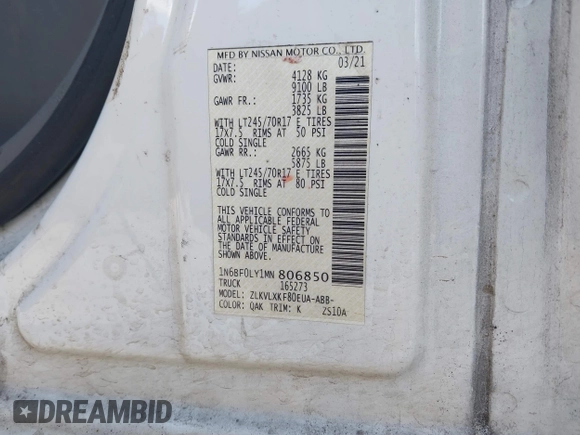 MFD BY NISSAN MOTOR CO., LTD.
DATE: 03/21
GVWR: 4128 KG
9100 LB
GAWR FR.: 1735 KG
3825 LB
WITH LT245/70R17 E TIRES
17X7.5 RIMS AT 50 PSI
COLD SINGLE
GAWR RR.: 2665 KG
5875 LB
WITH LT245/70R17 E TIRES
17X7.5 RIMS AT 80 PSI
COLD SINGLE
THIS VEHICLE CONFORMS TO
ALL APPLICABLE FEDERAL
MOTOR VEHICLE SAFETY
STANDARDS IN EFFECT ON
THE DATE OF MANUFACTURE
SHOWN ABOVE.
1N6BF0LY1MN 806850
TRUCK 165273
MODEL: ZLKVLXKF80EUA-ABB-
COLOR: QAK TRIM: K ZS10A
DREAMBID